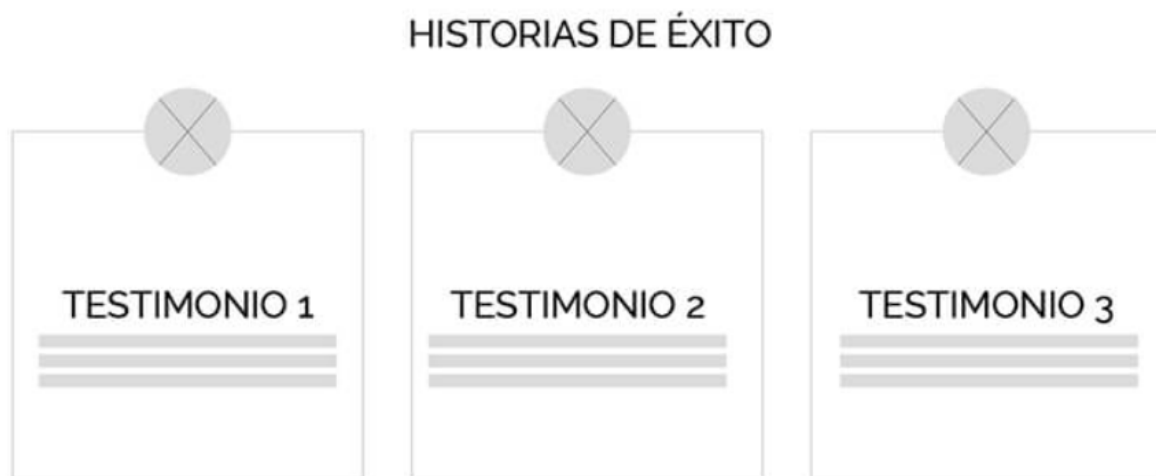 HISTORIAS DE ÉXITO
TESTIMONIO 1
TESTIMONIO 2
TESTIMONIO 3